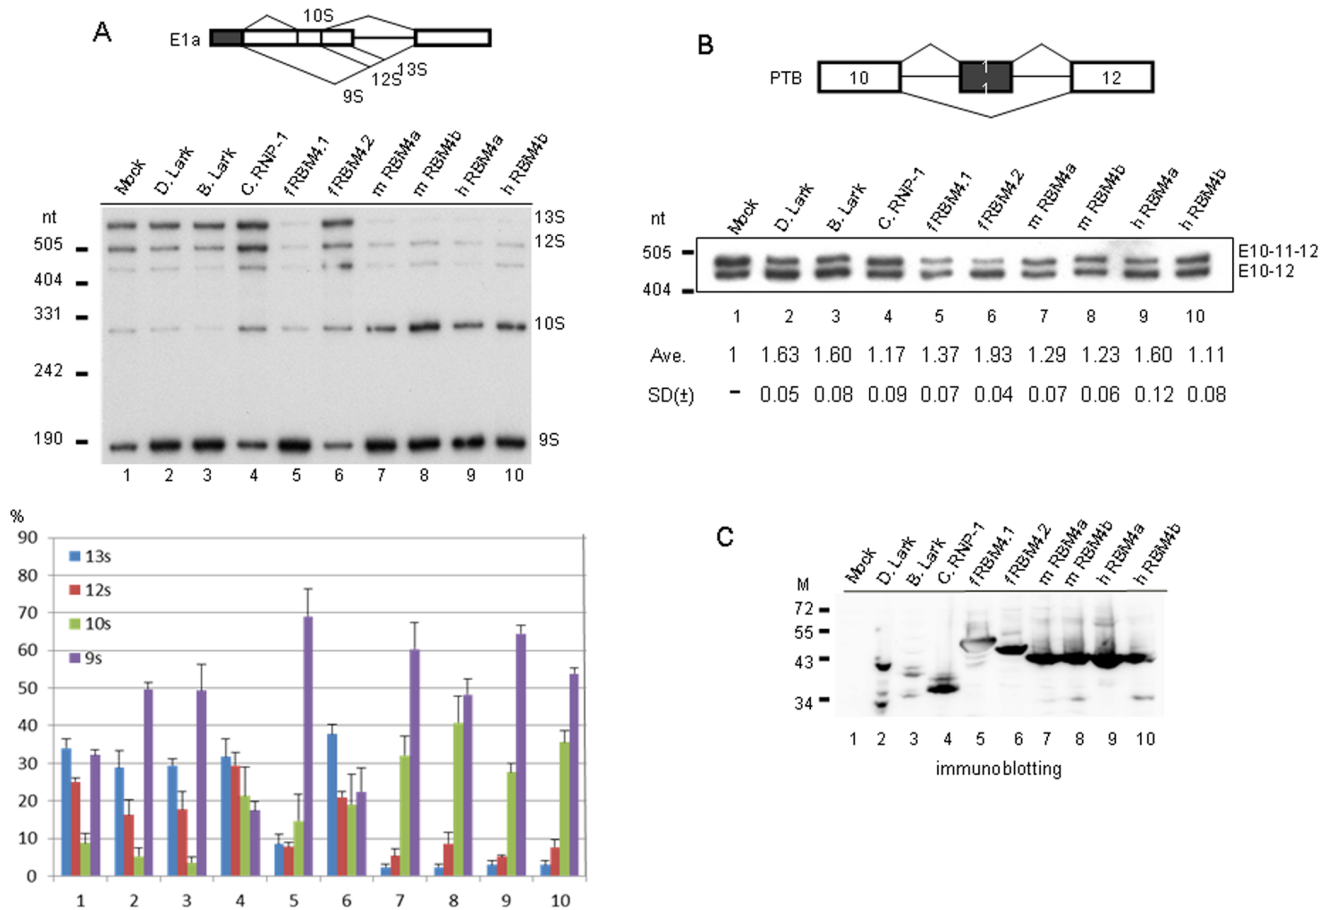 A
10S
E1a
13S
12S
9S
Mock
D. Lark
B. Lark
C. RNP-1
fRBM4.1
fRBM4.2
m RBM4a
m RBM4b
h RBM4a
h RBM4b
nt
505
404
331
242
190
13S
12S
10S
9S
1 2 3 4 5 6 7 8 9 10
%
90
80
70
60
50
40
30
20
10
0
13s
12s
10s
9s
1 2 3 4 5 6 7 8 9 10
B
PTB
10
1
1
12
Mock
D. Lark
B. Lark
C. RNP-1
fRBM4.1
fRBM4.2
m RBM4a
m RBM4b
h RBM4a
h RBM4b
nt
505
404
E10-11-12
E10-12
1 2 3 4 5 6 7 8 9 10
Ave. 1 1.63 1.60 1.17 1.37 1.93 1.29 1.23 1.60 1.11
SD(±) - 0.05 0.08 0.09 0.07 0.04 0.07 0.06 0.12 0.08
C
Mock
D. Lark
B. Lark
C. RNP-1
fRBM4.1
fRBM4.2
m RBM4a
m RBM4b
h RBM4a
h RBM4b
M
72
55
43
34
1 2 3 4 5 6 7 8 9 10
immunoblotting